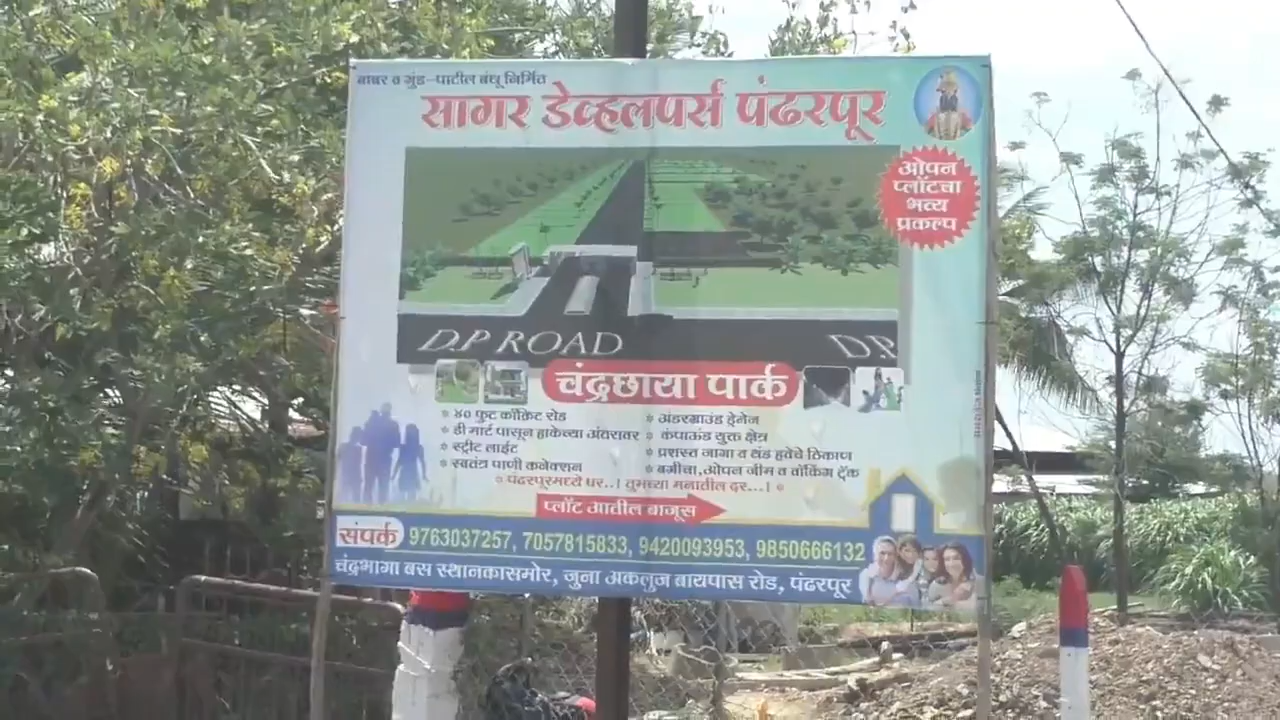 बाबर व गुंड-पाटील बंधू निर्मित
सागर डेव्हलपर्स पंढरपूर
ओपन
प्लॉटचा
भव्य
प्रकल्प
D.P ROAD
D.P
चंद्रछाया पार्क
४० फुट काँक्रिट रोड
डी मार्ट पासून हाकेच्या अंतरावर
स्ट्रीट लाईट
स्वतंत्र पाणी कनेक्शन
अंडरग्राउंड ड्रेनेज
कंपाऊंड युक्त क्षेत्र
प्रशस्त जागा व थंड हवेचे ठिकाण
बगीचा,ओपन जीम व वॉकिंग ट्रॅक
पंढरपूरमध्ये घर..! तुमच्या मनातील दर...!
प्लॉट आतील बाजूस
संपर्क 9763037257, 7057815833, 9420093953, 9850666132
चंद्रभागा बस स्थानकासमोर, जुना अकलुज बायपास रोड, पंढरपूर